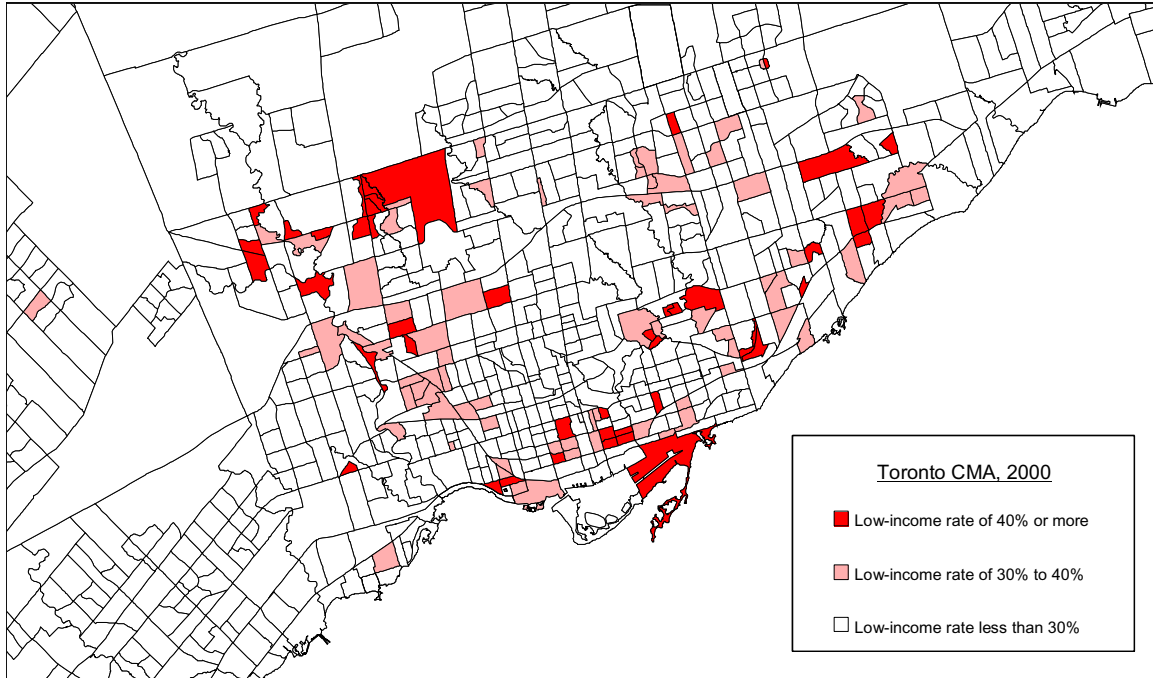 Toronto CMA, 2000
Low-income rate of 40% or more
Low-income rate of 30% to 40%
Low-income rate less than 30%